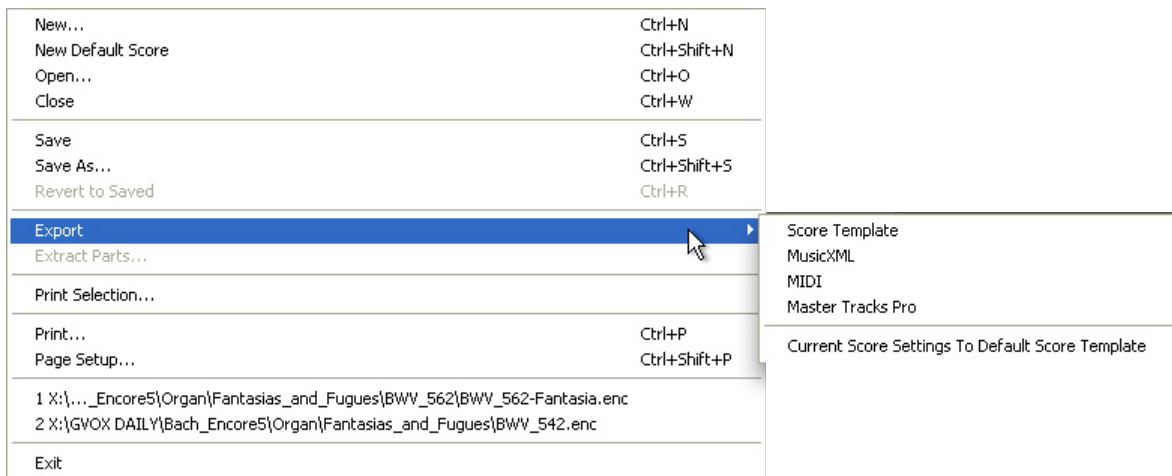 New... Ctrl+N
New Default Score Ctrl+Shift+N
Open... Ctrl+O
Close Ctrl+W
Save Ctrl+S
Save As... Ctrl+Shift+S
Revert to Saved Ctrl+R
Export
Extract Parts...
Print Selection...
Print... Ctrl+P
Page Setup... Ctrl+Shift+P
1 X:\..._Encore5\Organ\Fantasias_and_Fugues\BWV_562\BWV_562-Fantasia.enc
2 X:\GVOX DAILY\Bach_Encore5\Organ\Fantasias_and_Fugues\BWV_542.enc
Exit
Score Template
MusicXML
MIDI
Master Tracks Pro
Current Score Settings To Default Score Template